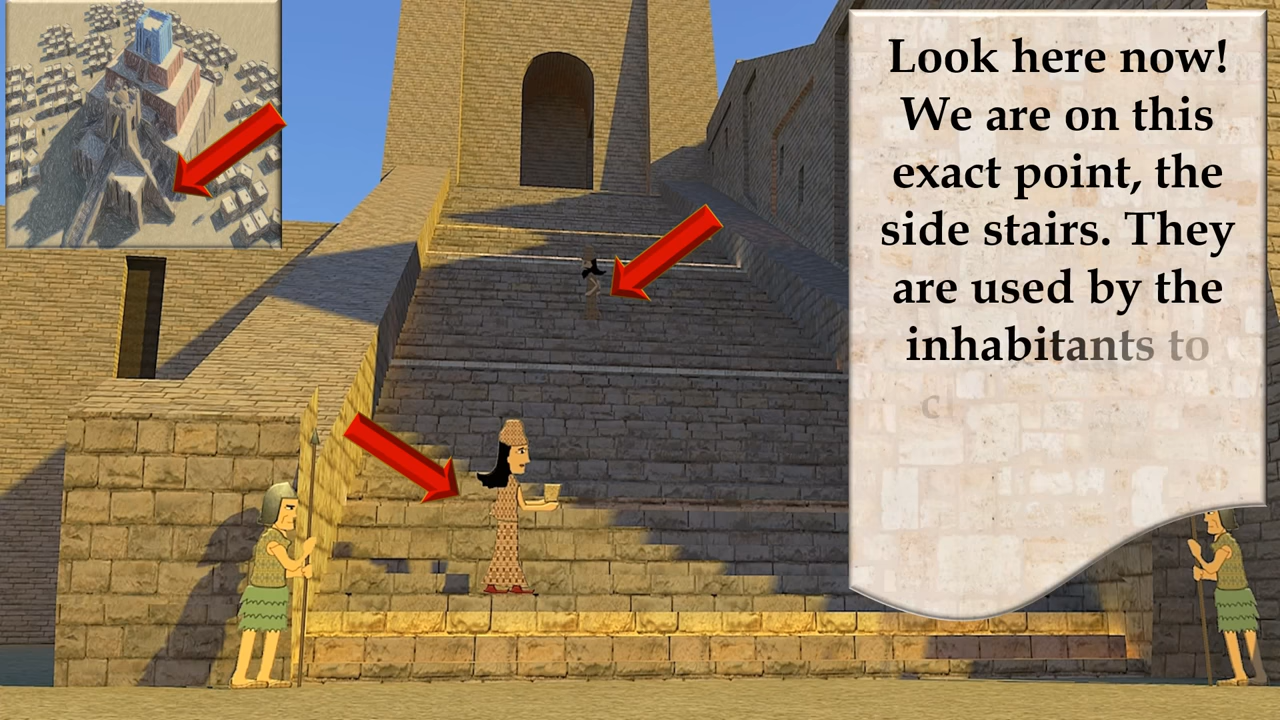 Look here now!
We are on this
exact point, the
side stairs. They
are used by the
inhabitants to